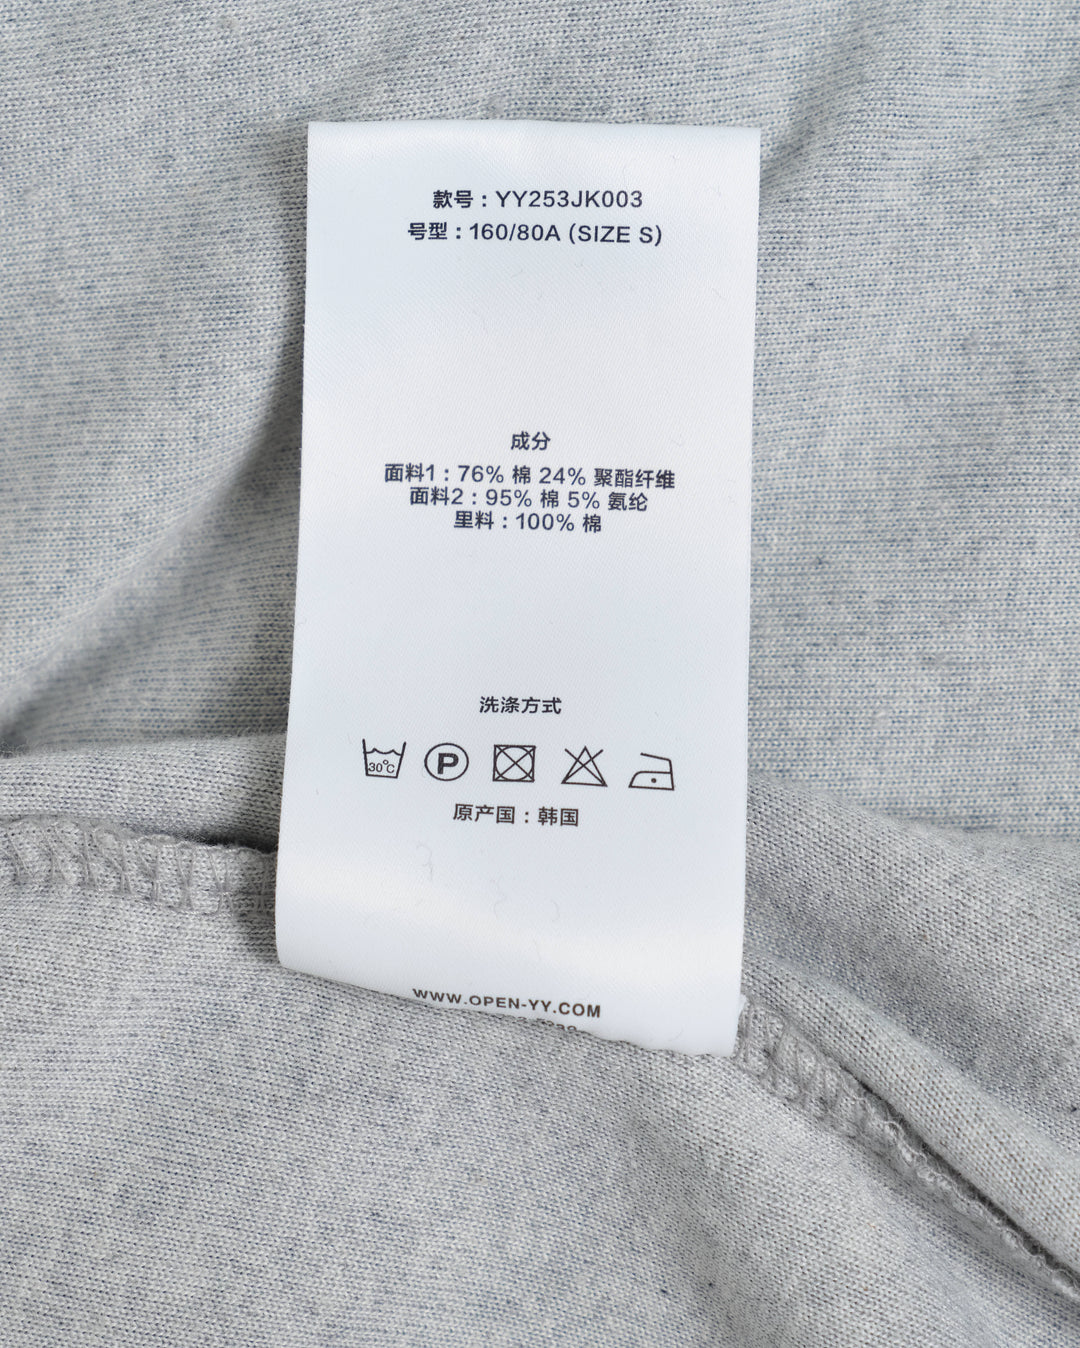 款号：YY253JK003
号型：160/80A (SIZE S)
成分
面料1：76% 棉 24% 聚酯纤维
面料2：95% 棉 5% 氨纶
里料：100% 棉
洗涤方式
30°C P
原产国：韩国
WWW.OPEN-YY.COM